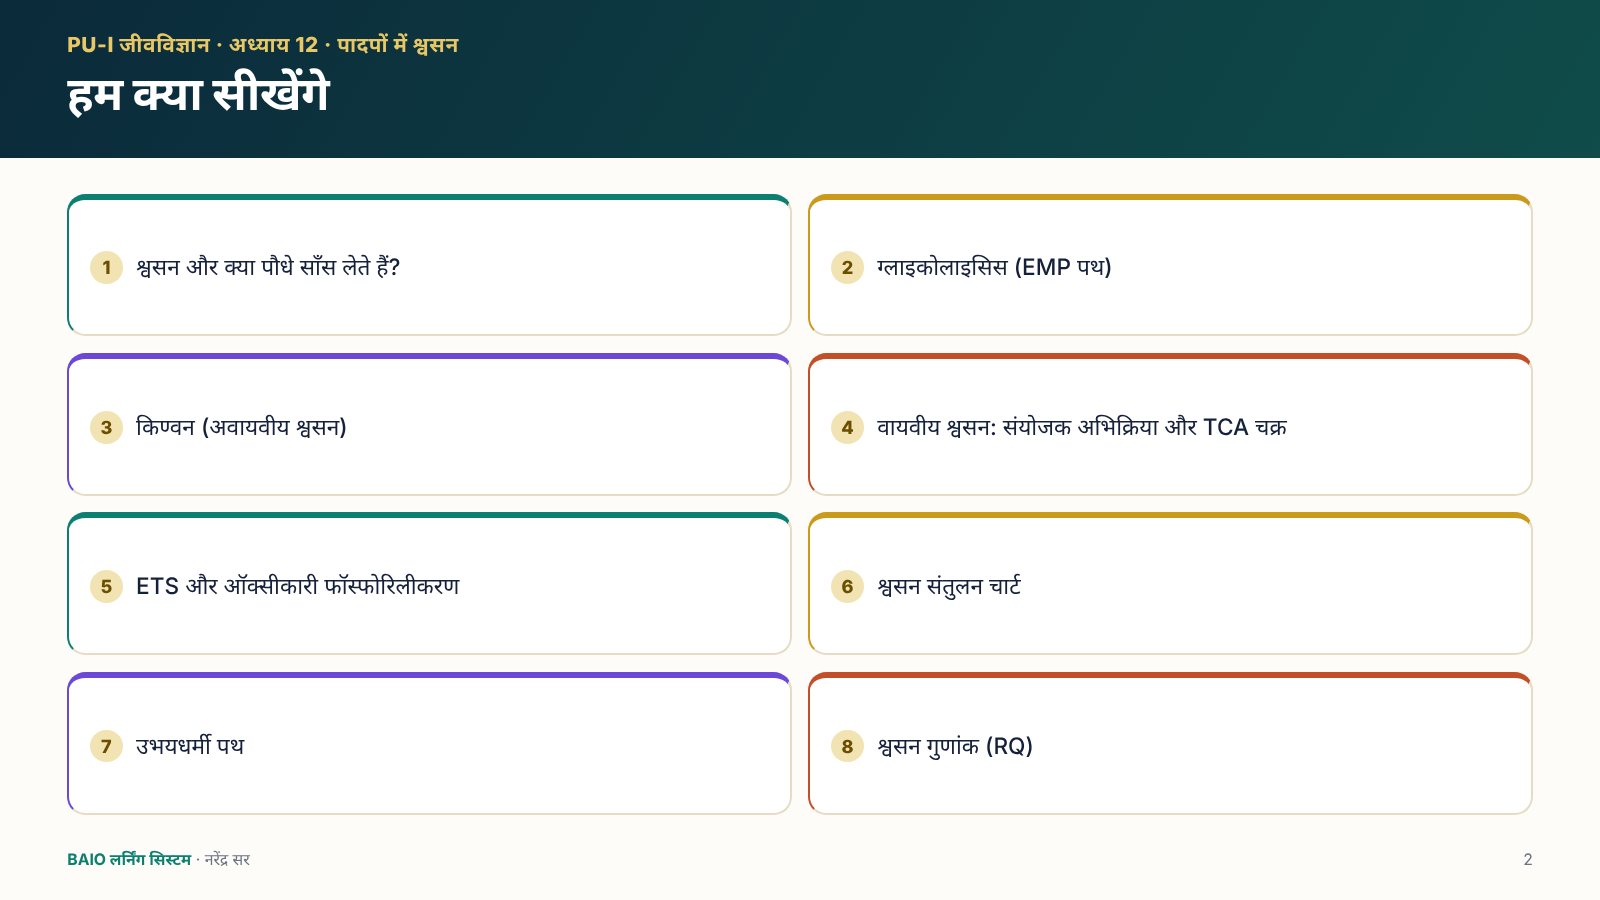 PU-I जीवविज्ञान · अध्याय 12 · पादपों में श्वसन
हम क्या सीखेंगे
1 श्वसन और क्या पौधे साँस लेते हैं?
2 ग्लाइकोलाइसिस (EMP पथ)
3 किण्वन (अवायवीय श्वसन)
4 वायवीय श्वसन: संयोजक अभिक्रिया और TCA चक्र
5 ETS और ऑक्सीकारी फॉस्फोरिलीकरण
6 श्वसन संतुलन चार्ट
7 उभयधर्मी पथ
8 श्वसन गुणांक (RQ)
BAIO लर्निंग सिस्टम · नरेंद्र सर
2